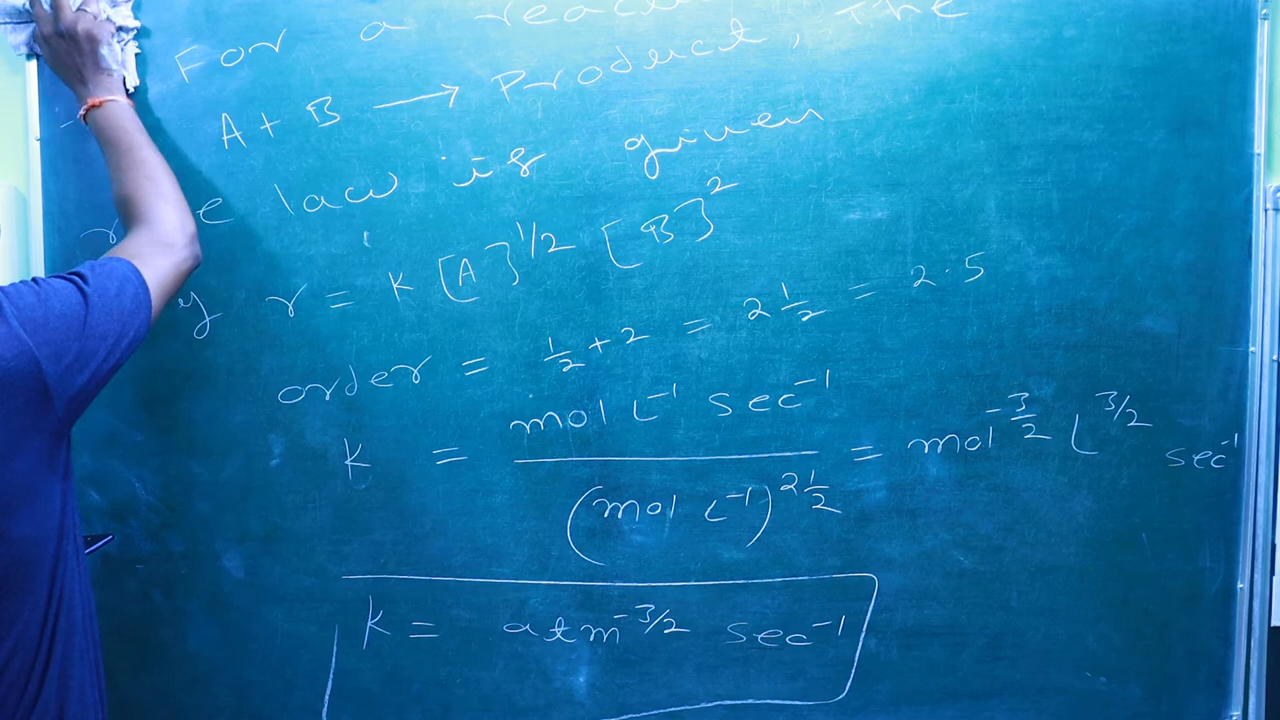 For a reac the
A + B → Product,
e law is given
y r = K [A]^1/2 [B]^2
order = 1/2 + 2 = 2 1/2 = 2.5
K = mol L^-1 sec^-1 / (mol L^-1)^2 1/2 = mol^-3/2 L^3/2 sec^-1
K = atm^-3/2 sec^-1